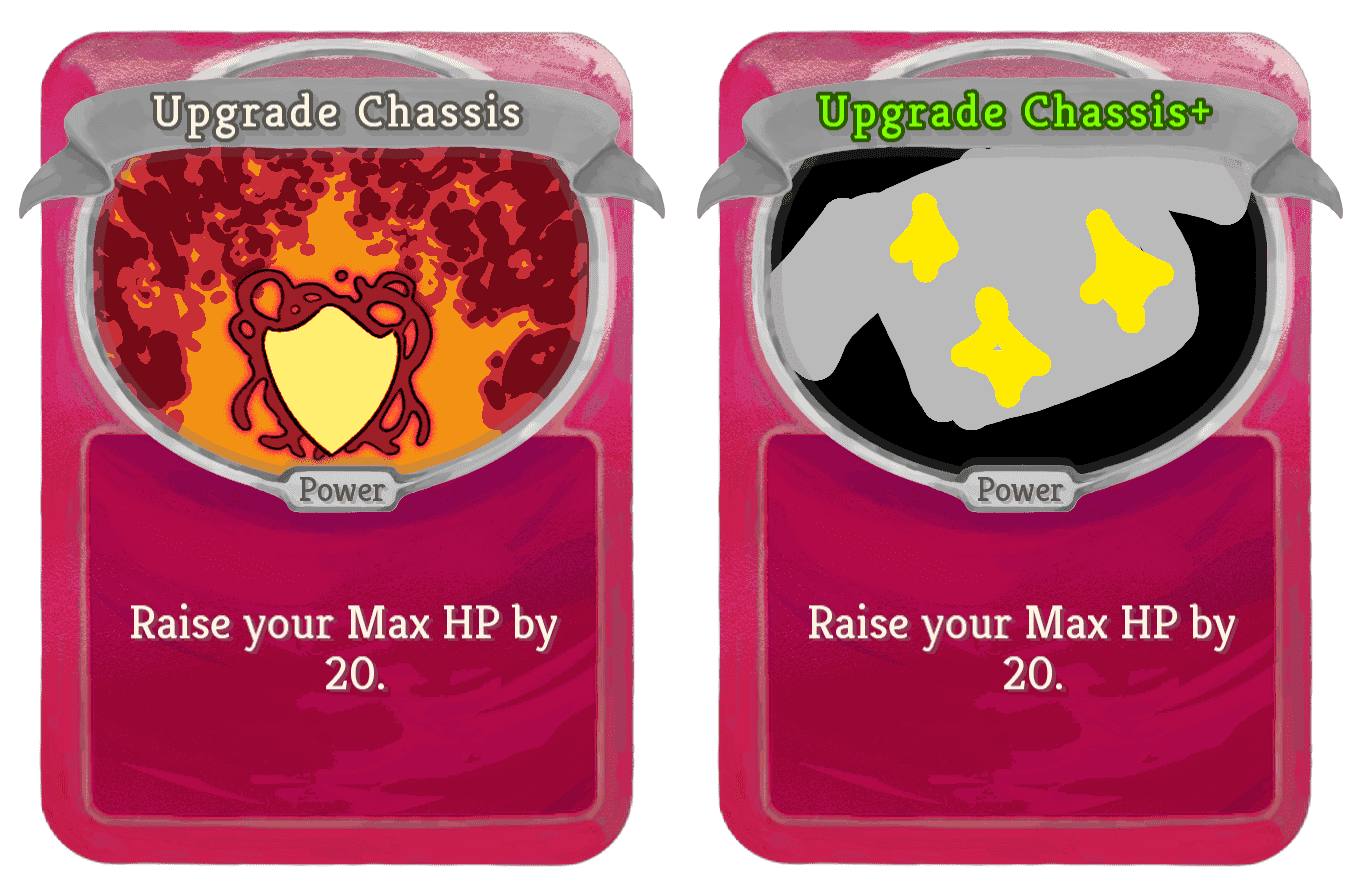 Upgrade Chassis
Power
Raise your Max HP by
20.
Upgrade Chassis+
Power
Raise your Max HP by
20.